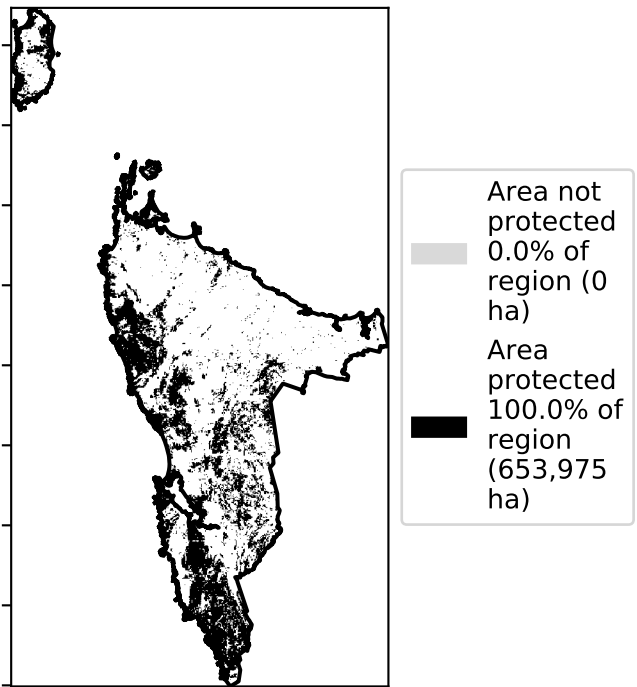 Area not
protected
0.0% of
region (0
ha)
Area
protected
100.0% of
region
(653,975
ha)